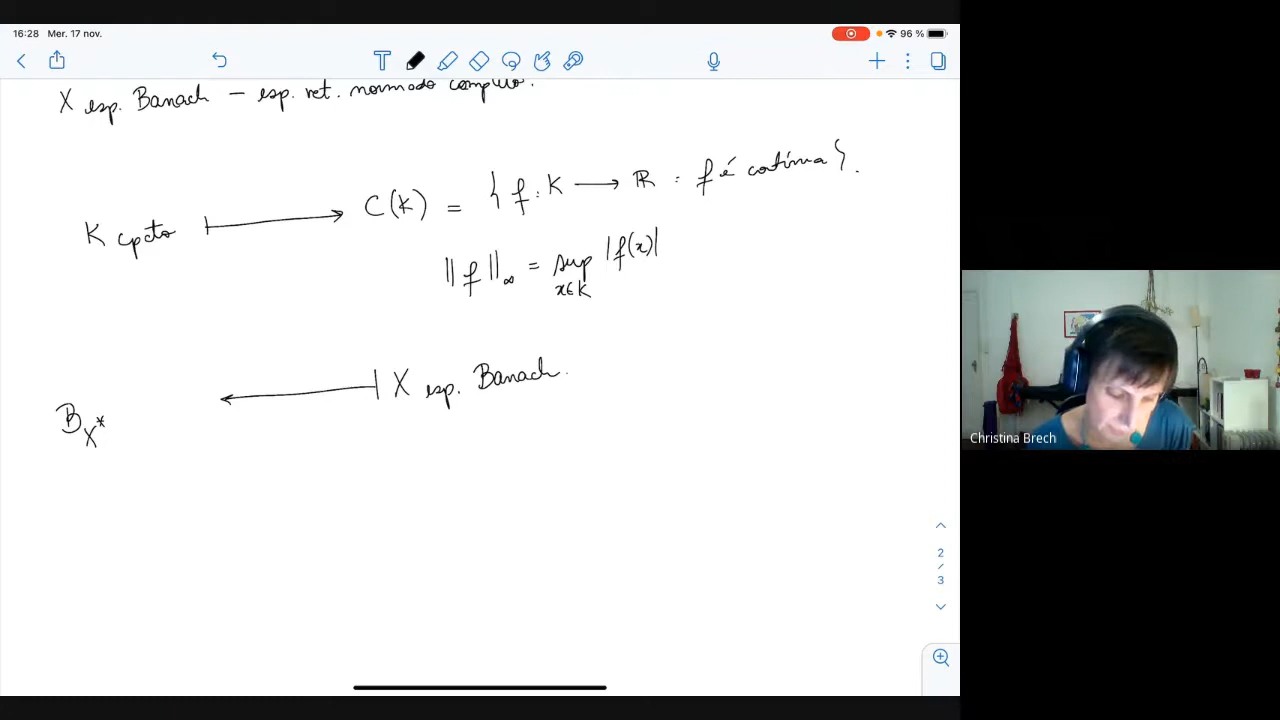 16:28 Mer. 17 nov.
96 %
X esp. Banach – esp. vet. normado completo.
K cpcto ⟼ C(K) = { f : K ⟶ ℝ : f é contínua }.
‖f‖∞ = sup x∈K |f(x)|
B_X* ⟻ X esp. Banach.
2 / 3
Christina Brech